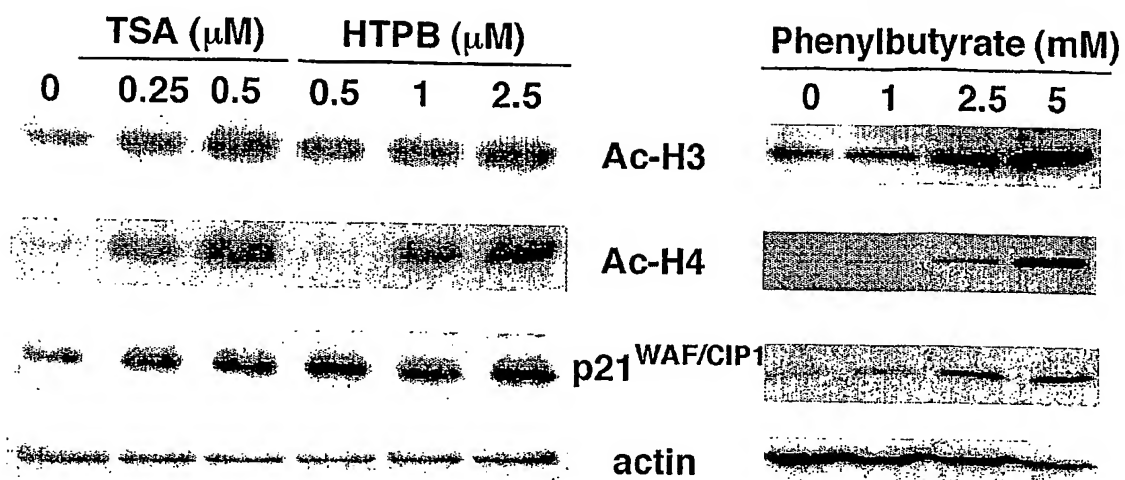 TSA (μM) HTPB (μM) Phenylbutyrate (mM)
0 0.25 0.5 0.5 1 2.5 0 1 2.5 5
Ac-H3
Ac-H4
p21WAF/CIP1
actin